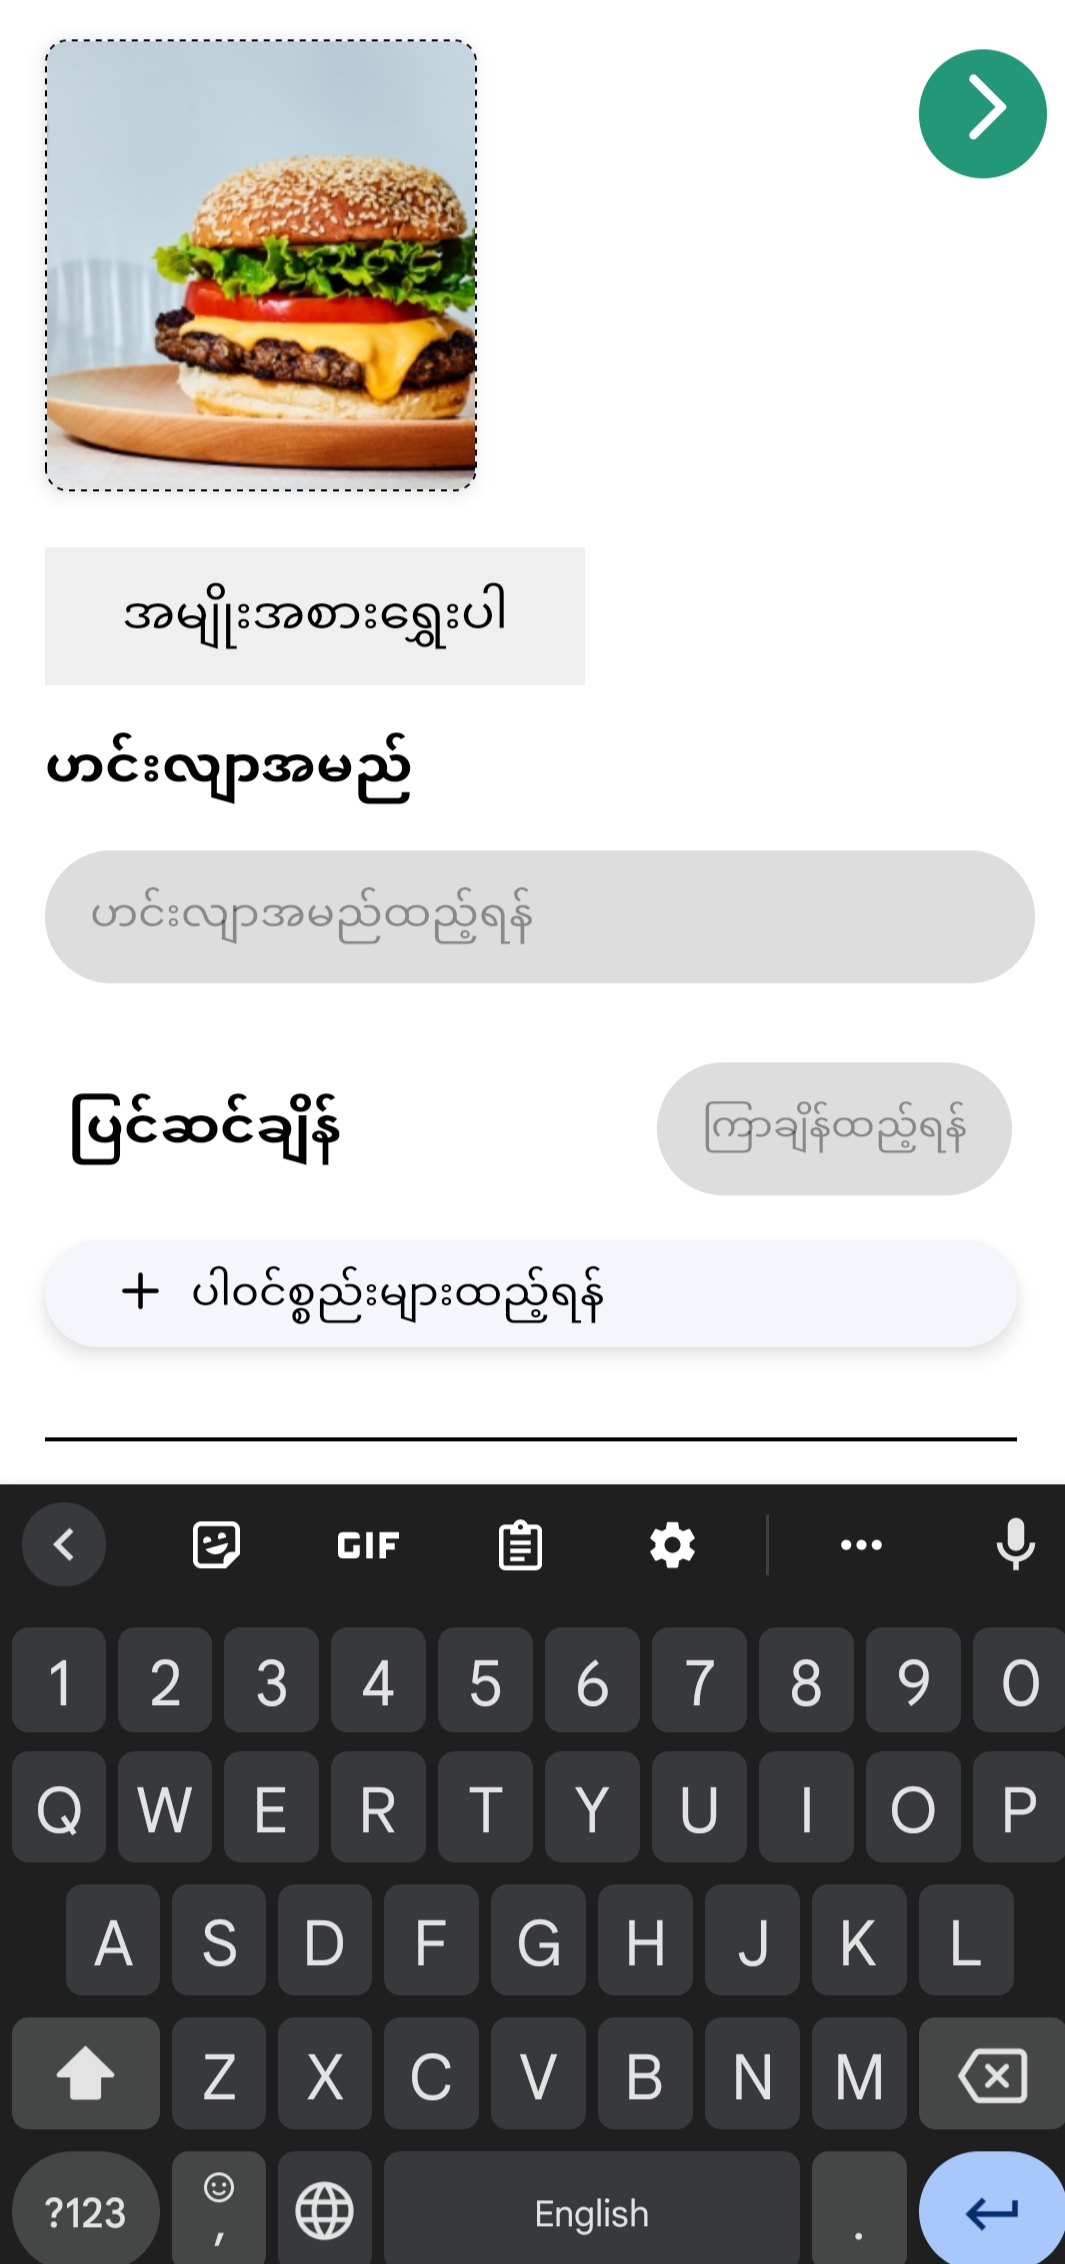 အမျိုးအစားရွေးပါ
ဟင်းလျာအမည်
ဟင်းလျာအမည်ထည့်ရန်
ပြင်ဆင်ချိန် ကြာချိန်ထည့်ရန်
+ ပါဝင်စ္စည်းများထည့်ရန်
GIF
1 2 3 4 5 6 7 8 9 0
Q W E R T Y U I O P
A S D F G H J K L
Z X C V B N M
?123 , English .